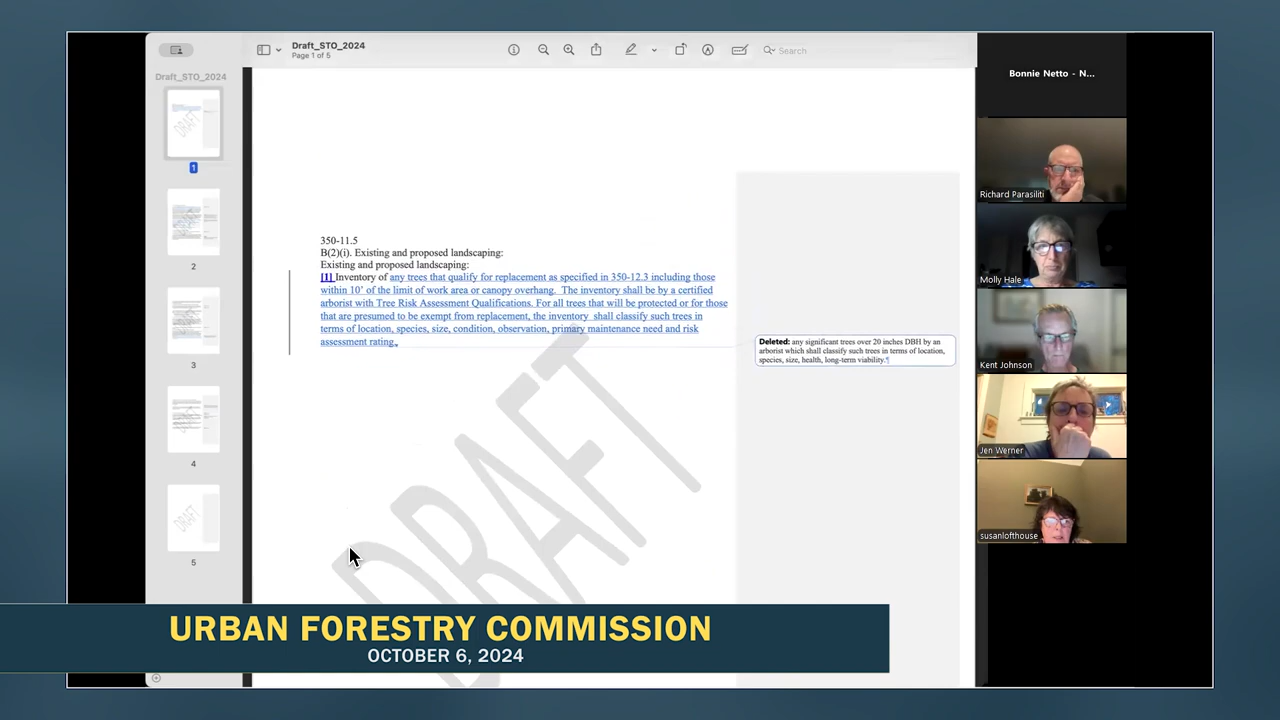 Draft_STO_2024
Page 1 of 5
Search
Draft_STO_2024
1
2
3
4
5
350-11.5
B(2)(i). Existing and proposed landscaping:
Existing and proposed landscaping:
[1] Inventory of any trees that qualify for replacement as specified in 350-12.3 including those
within 10' of the limit of work area or canopy overhang. The inventory shall be by a certified
arborist with Tree Risk Assessment Qualifications. For all trees that will be protected or for those
that are presumed to be exempt from replacement, the inventory shall classify such trees in
terms of location, species, size, condition, observation, primary maintenance need and risk
assessment rating.
Deleted: any significant trees over 20 inches DBH by an
arborist which shall classify such trees in terms of location,
species, size, health, long-term viability.¶
DRAFT
Bonnie Netto - N...
Richard Parasiliti
Molly Hale
Kent Johnson
Jen Werner
susanlofthouse
URBAN FORESTRY COMMISSION
OCTOBER 6, 2024